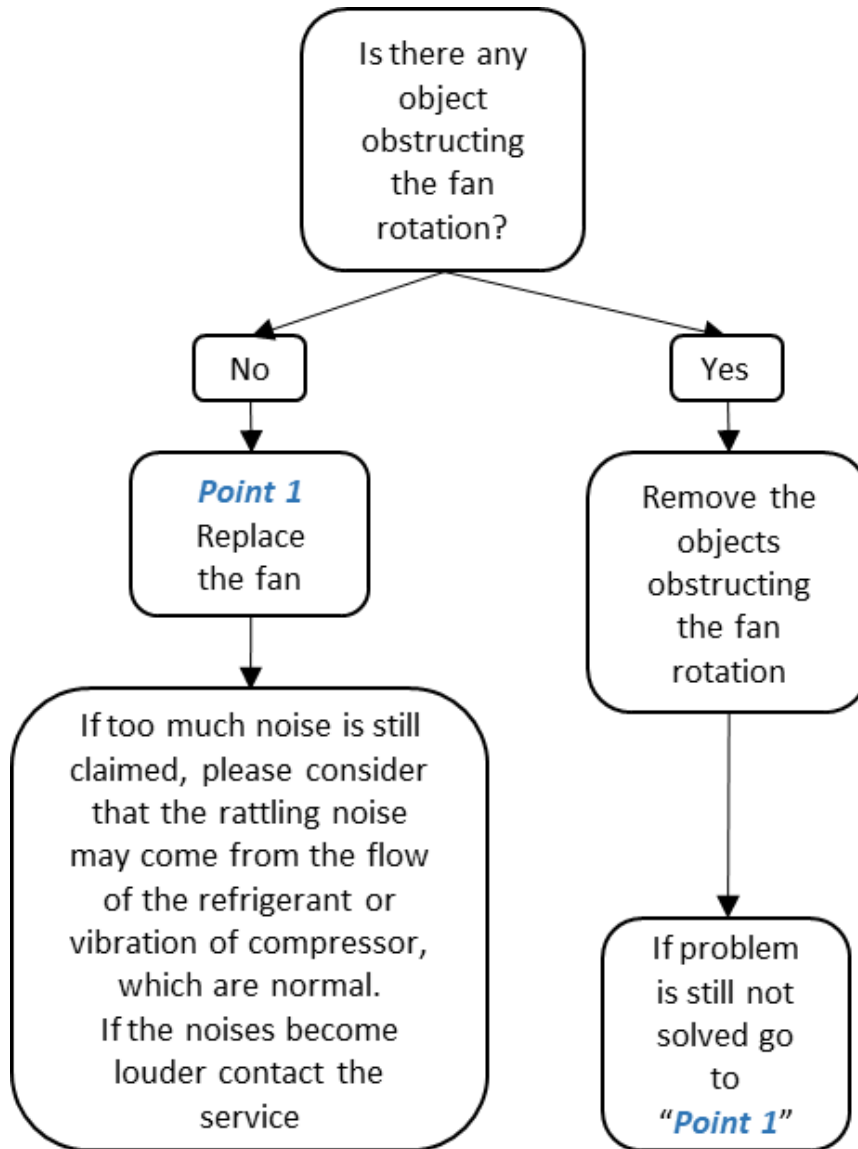 Is there any
object
obstructing
the fan
rotation?
No
Yes
Point 1
Replace
the fan
Remove the
objects
obstructing
the fan
rotation
If too much noise is still
claimed, please consider
that the rattling noise
may come from the flow
of the refrigerant or
vibration of compressor,
which are normal.
If the noises become
louder contact the
service
If problem
is still not
solved go
to
“Point 1”